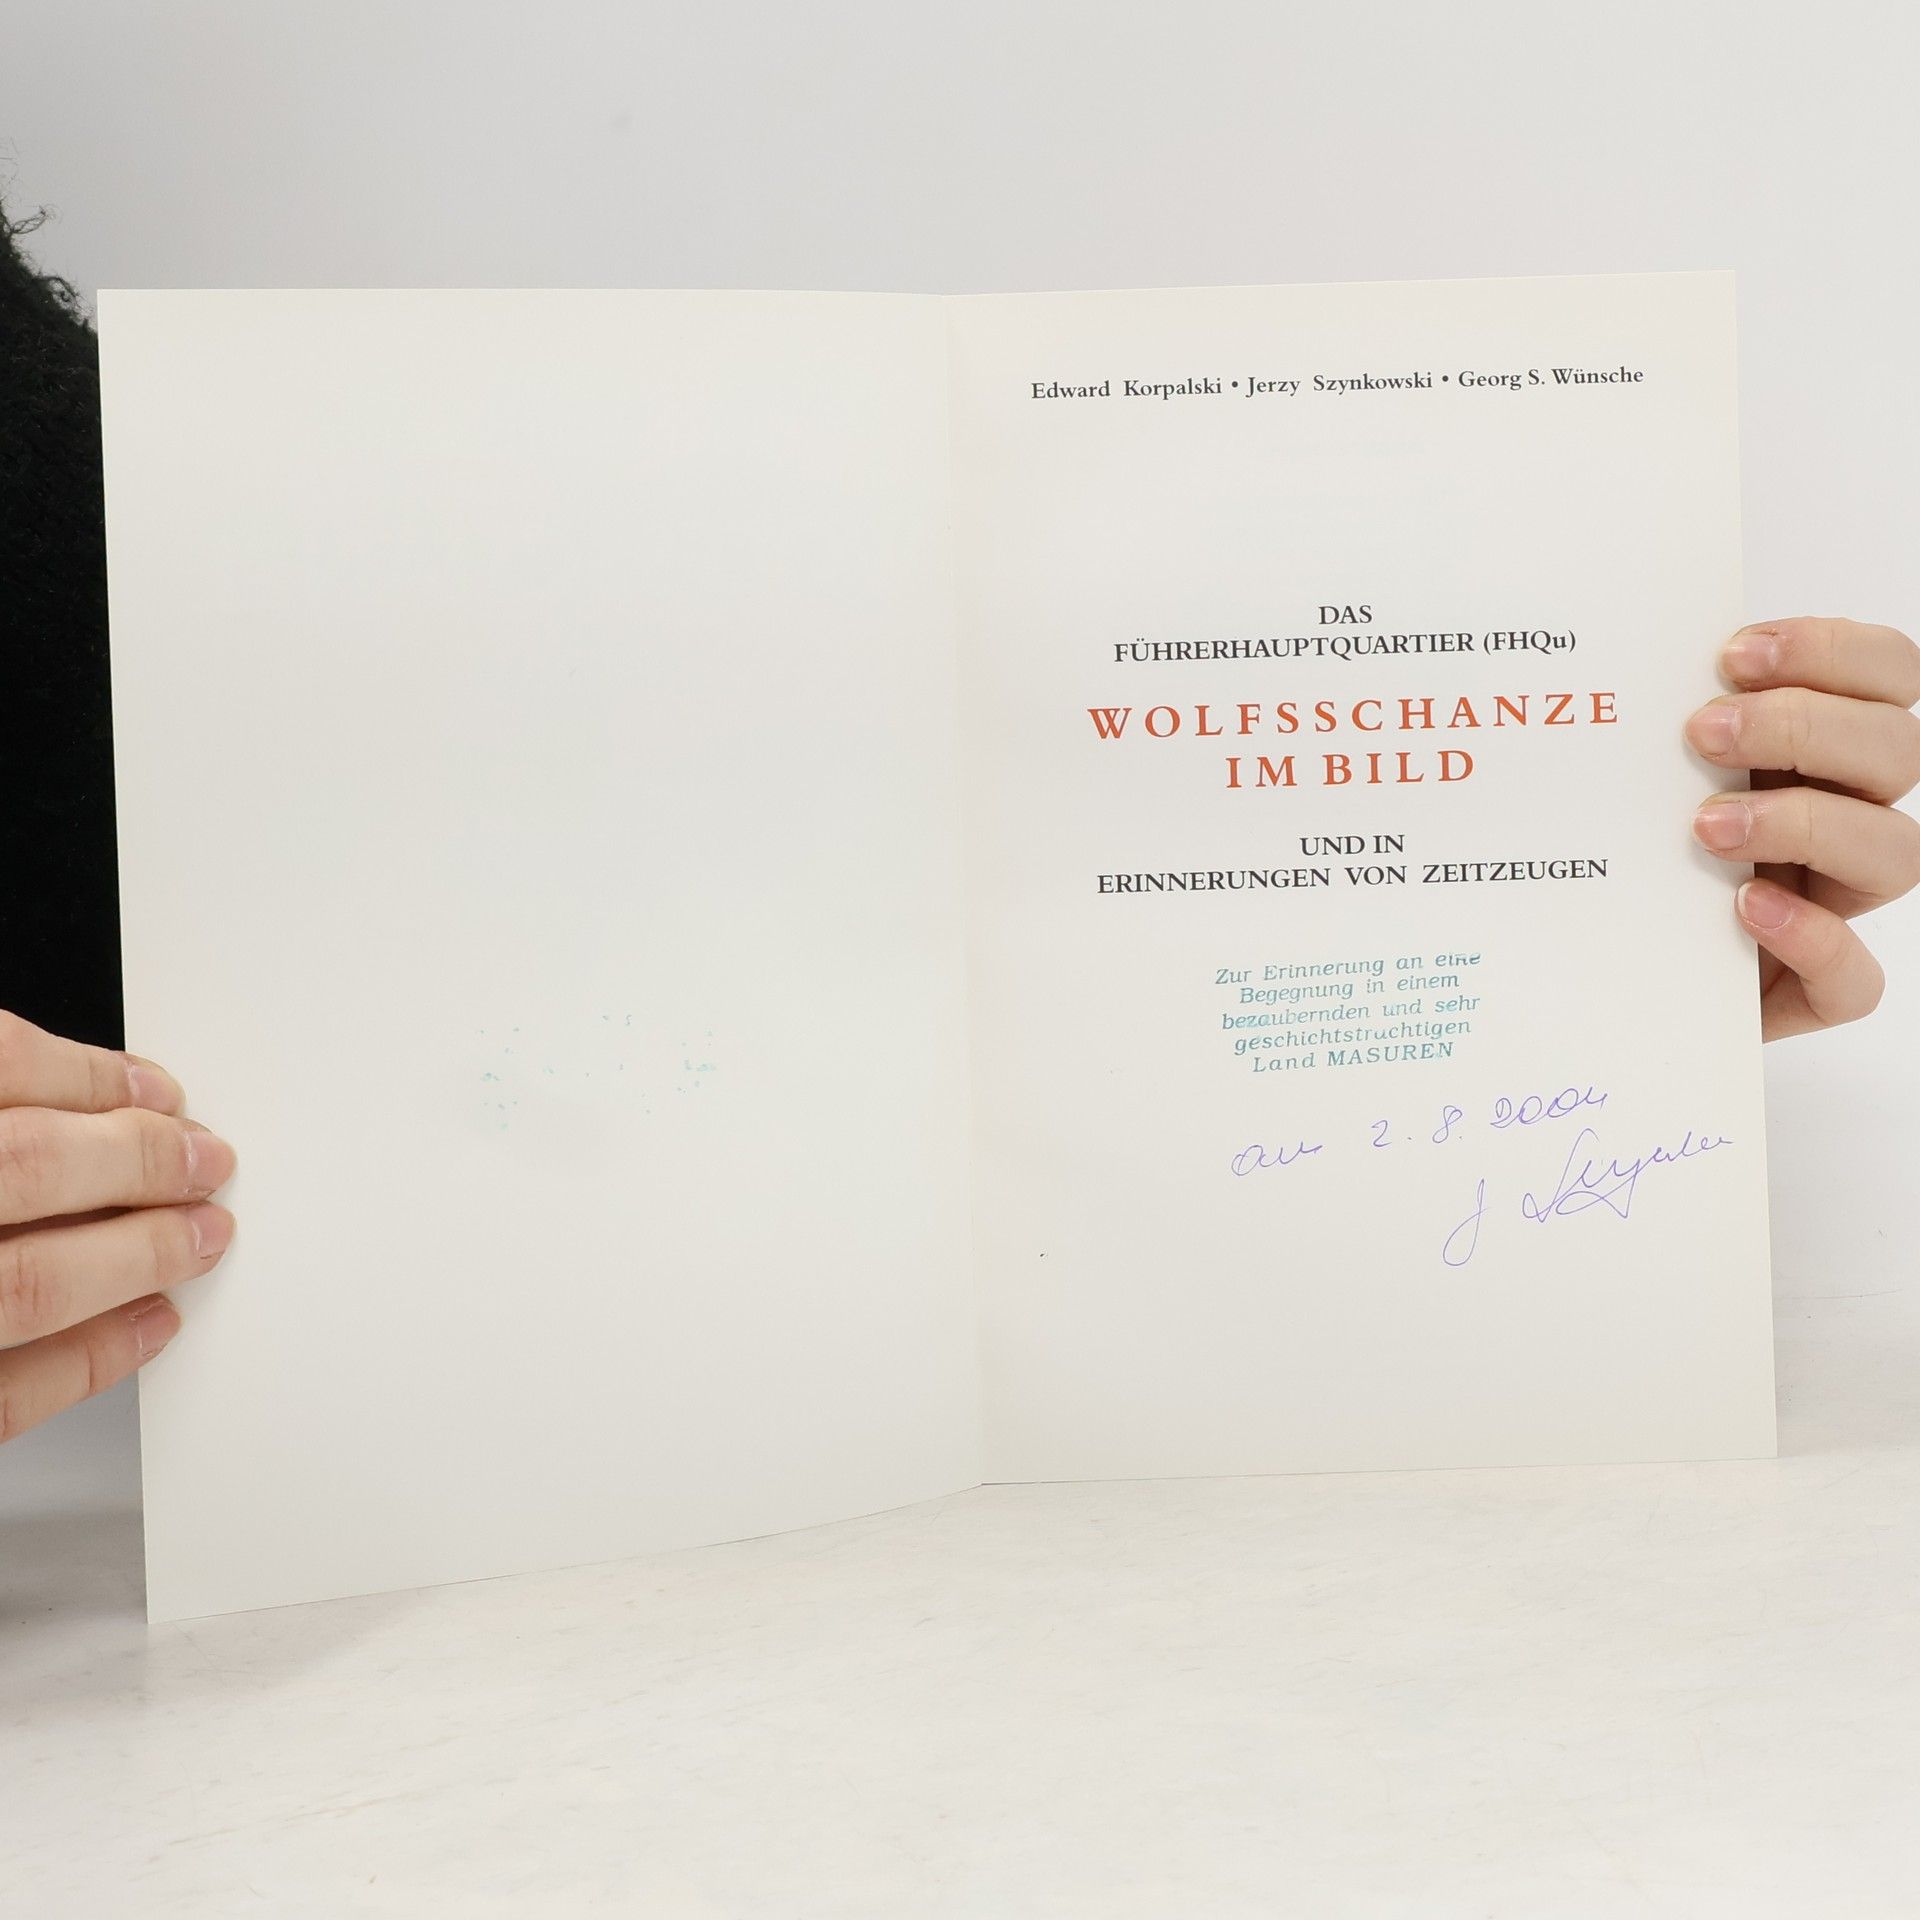 Edward Korpalski • Jerzy Szynkowski • Georg S. Wünsche
DAS
FÜHRERHAUPTQUARTIER (FHQu)
WOLFSSCHANZE
IM BILD
UND IN
ERINNERUNGEN VON ZEITZEUGEN
Zur Erinnerung an eine
Begegnung in einem
bezaubernden und sehr
geschichtstruchtigen
Land MASUREN
am 2. 8. 2004
J